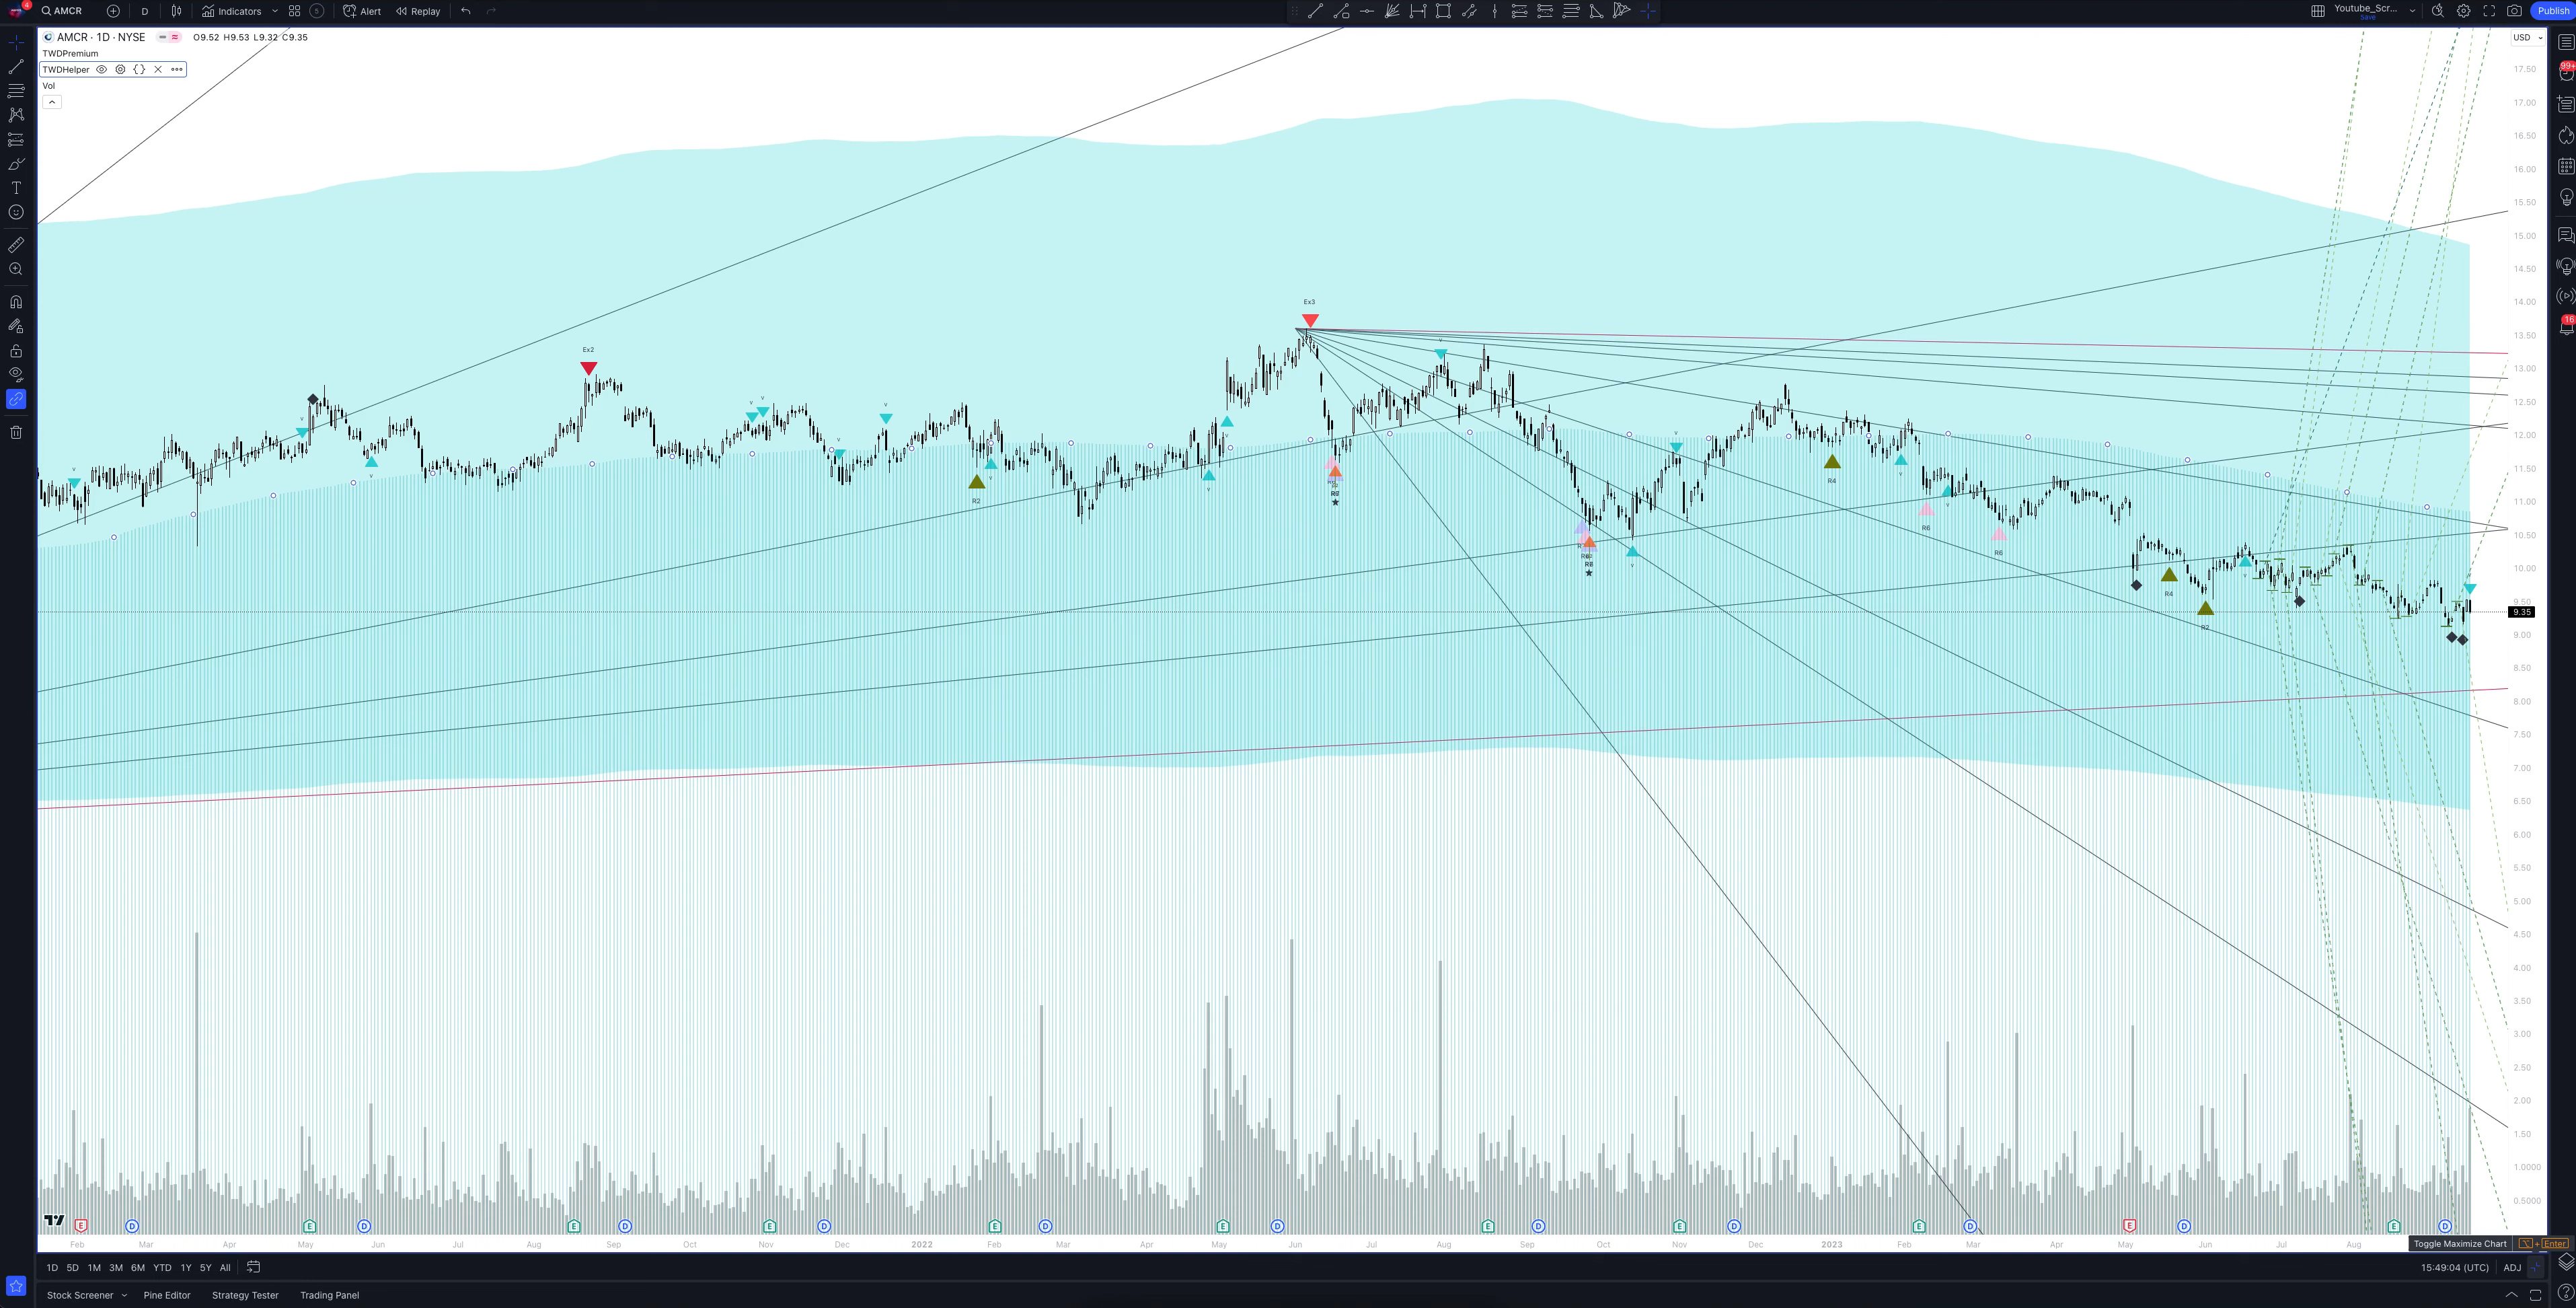 4 AMCR D Indicators 5 Alert Replay Youtube_Scr... Save Publish
AMCR · 1D · NYSE O9.52 H9.53 L9.32 C9.35 USD
TWDPremium
TWDHelper
Vol
17.50
17.00
16.50
16.00
15.50
15.00
14.50
14.00
13.50
13.00
12.50
12.00
11.50
11.00
10.50
10.00
9.50
9.35
9.00
8.50
8.00
7.50
7.00
6.50
6.00
5.50
5.00
4.50
4.00
3.50
3.00
2.50
2.00
1.50
1.0000
0.5000
99+
16
Ex3
Ex2
R2
R4
R6
R6
R4
R2
E D E D E D E D E D E D E D E D E D E D E D
Feb Mar Apr May Jun Jul Aug Sep Oct Nov Dec 2022 Feb Mar Apr May Jun Jul Aug Sep Oct Nov Dec 2023 Feb Mar Apr May Jun Jul Aug
Toggle Maximize Chart + Enter
1D 5D 1M 3M 6M YTD 1Y 5Y All 15:49:04 (UTC) ADJ
Stock Screener Pine Editor Strategy Tester Trading Panel